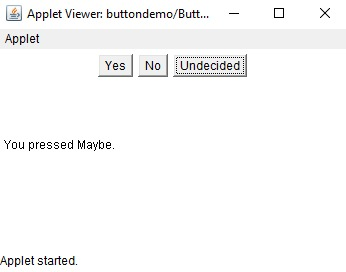 Applet Viewer: buttondemo/Butt...
Applet
Yes No Undecided
You pressed Maybe.
Applet started.